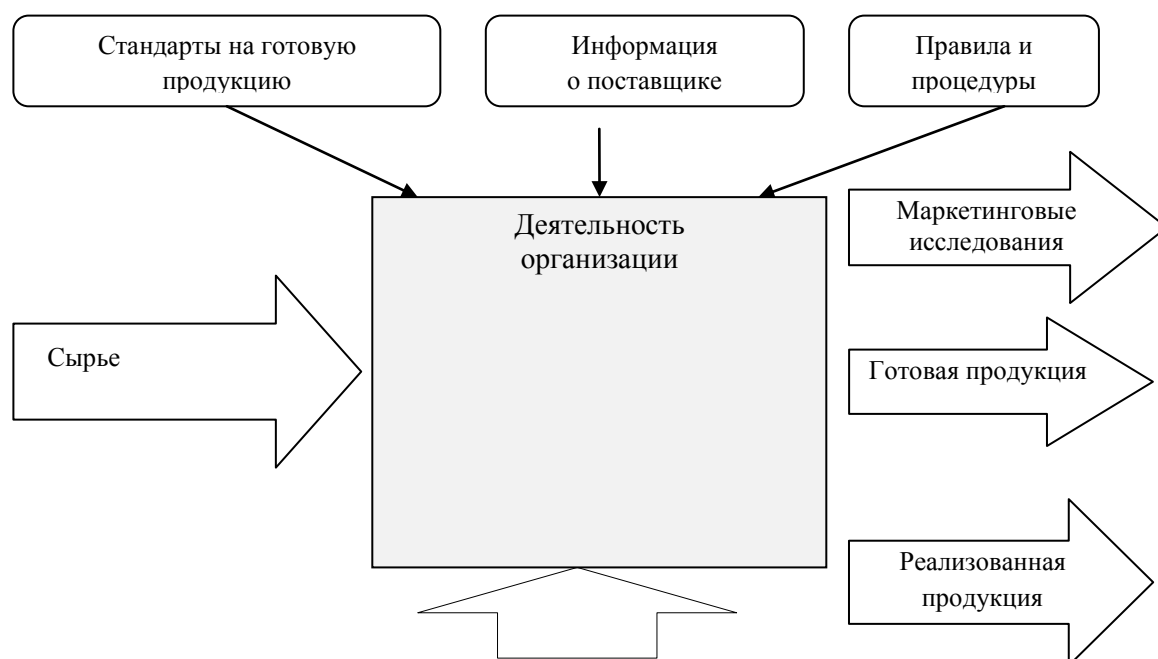 Стандарты на готовую
продукцию
Информация
о поставщике
Правила и
процедуры
Деятельность
организации
Маркетинговые
исследования
Сырье
Готовая продукция
Реализованная
продукция